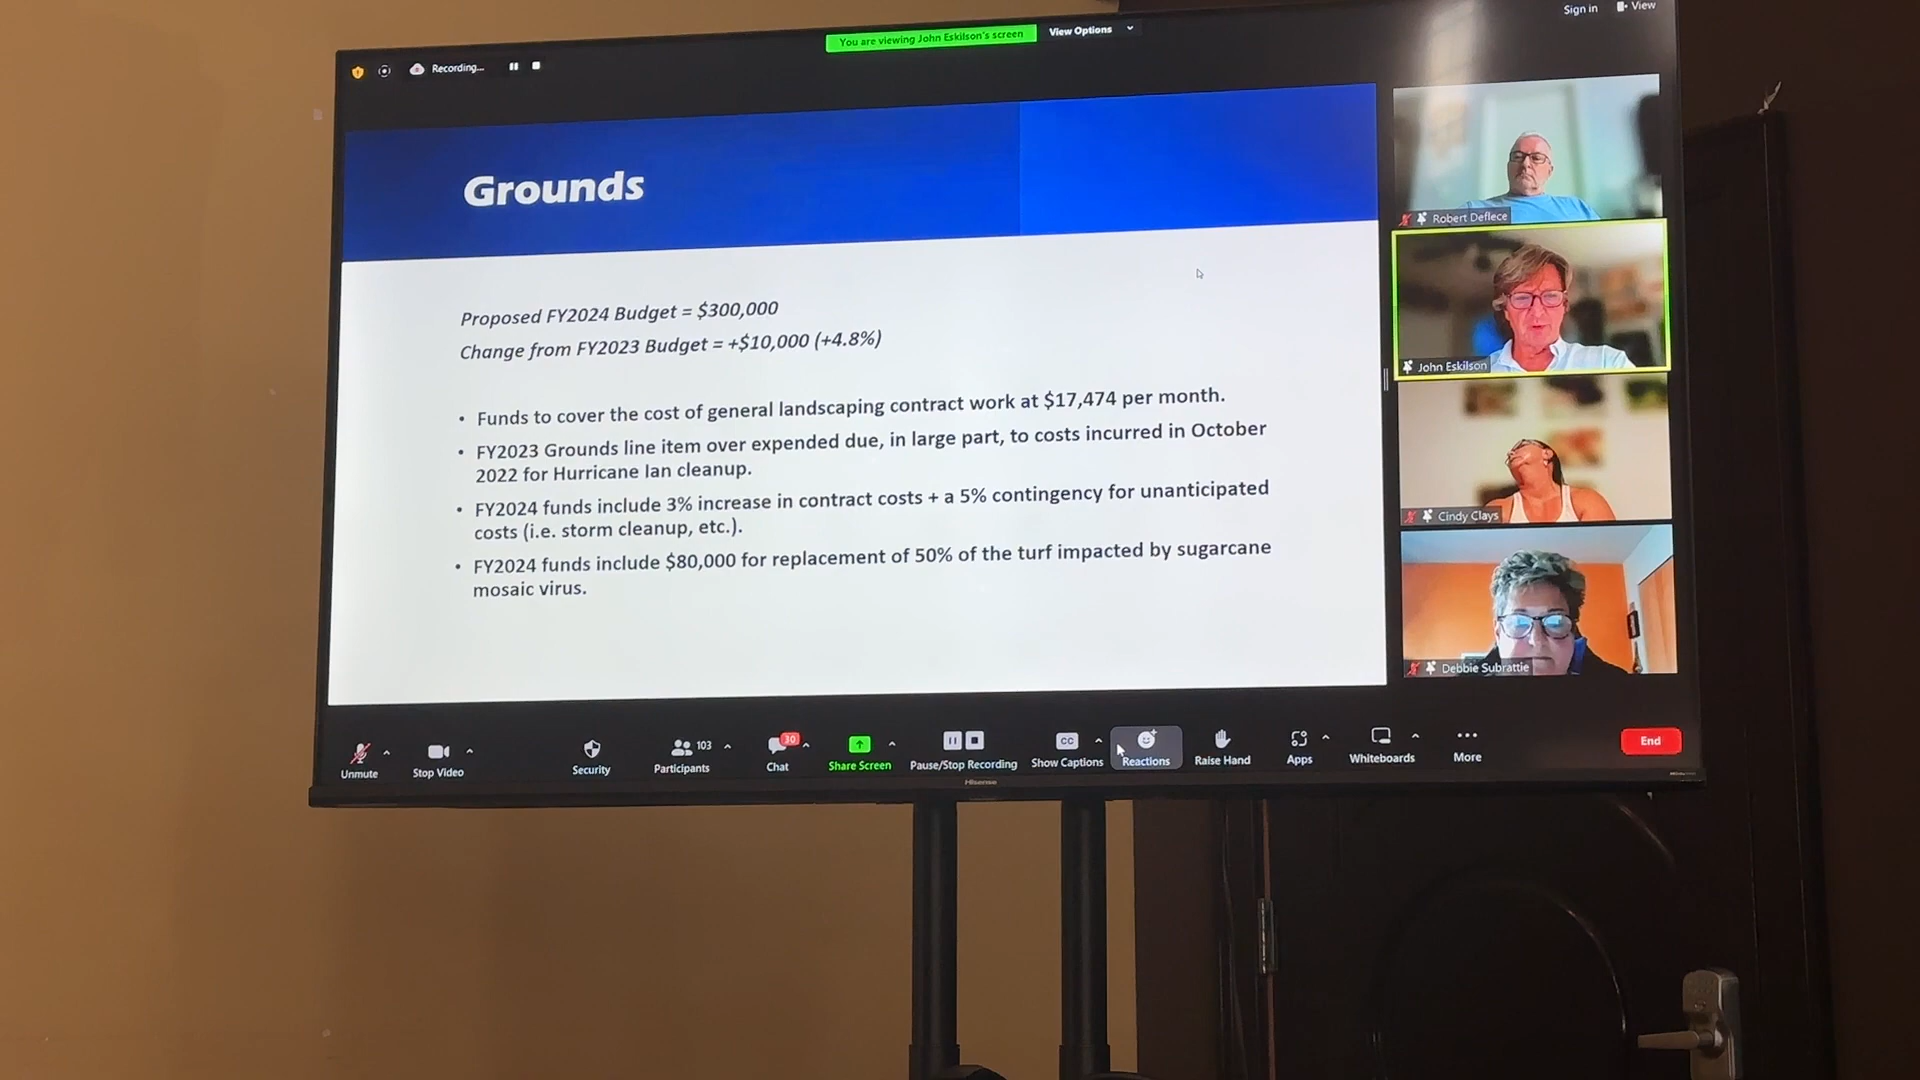 Sign in View
You are viewing John Eskilson's screen View Options
Recording...
Grounds
Proposed FY2024 Budget = $300,000
Change from FY2023 Budget = +$10,000 (+4.8%)
• Funds to cover the cost of general landscaping contract work at $17,474 per month.
• FY2023 Grounds line item over expended due, in large part, to costs incurred in October
2022 for Hurricane Ian cleanup.
• FY2024 funds include 3% increase in contract costs + a 5% contingency for unanticipated
costs (i.e. storm cleanup, etc.).
• FY2024 funds include $80,000 for replacement of 50% of the turf impacted by sugarcane
mosaic virus.
Robert Deflece
John Eskilson
Cindy Clays
Debbie Subrattie
103
30
CC
Unmute Stop Video Security Participants Chat Share Screen Pause/Stop Recording Show Captions Reactions Raise Hand Apps Whiteboards More End
Hisense